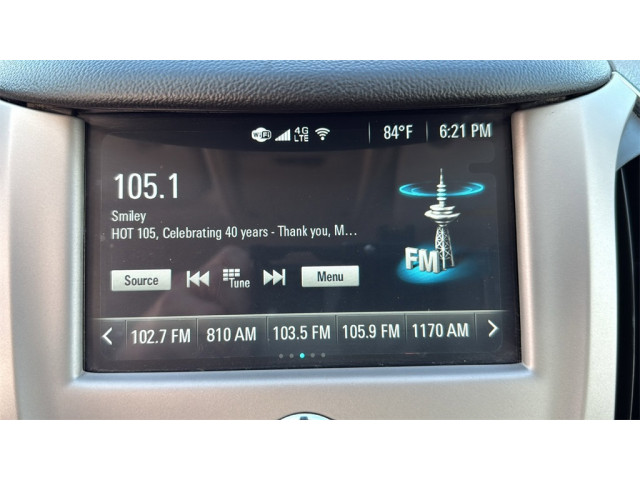 WiFi 4G LTE 84°F 6:21 PM
105.1
Smiley
HOT 105, Celebrating 40 years - Thank you, M...
FM
Source Tune Menu
102.7 FM 810 AM 103.5 FM 105.9 FM 1170 AM